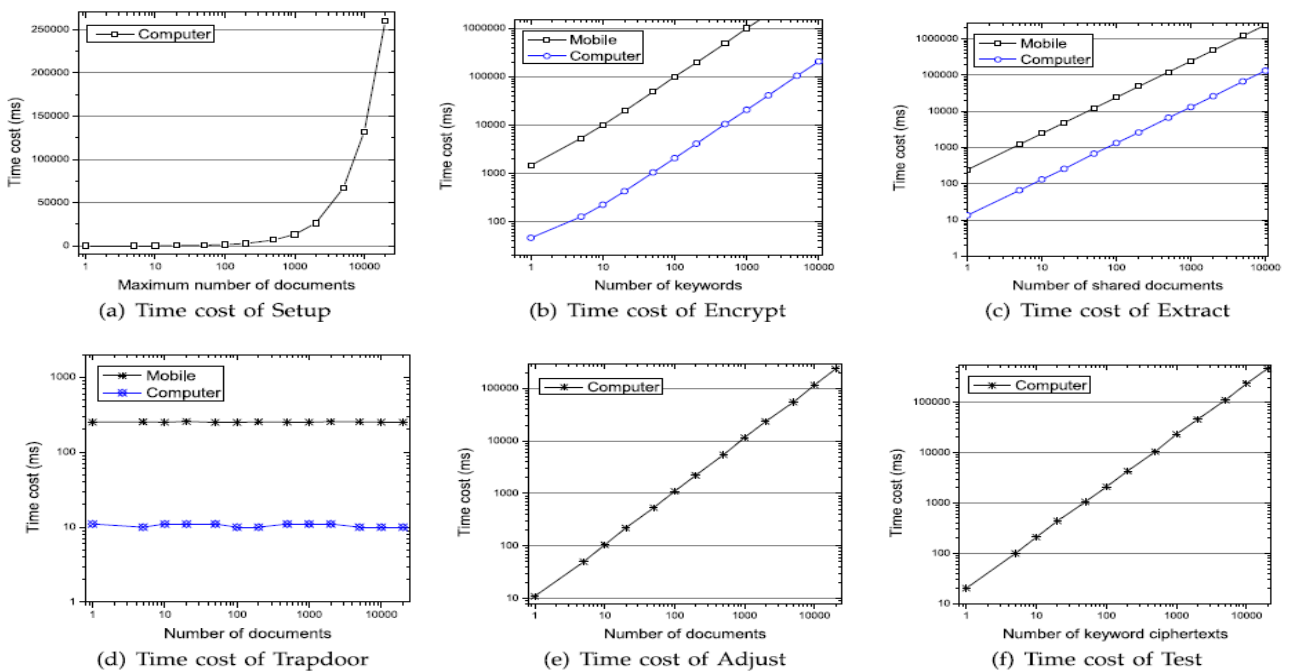 250000
200000
150000
100000
50000
0
Time cost (ms)
Computer
1
10
100
1000
10000
Maximum number of documents
(a) Time cost of Setup
1000000
100000
10000
1000
100
Time cost (ms)
Mobile
Computer
1
10
100
1000
10000
Number of keywords
(b) Time cost of Encrypt
1000000
100000
10000
1000
100
10
1
Time cost (ms)
Mobile
Computer
1
10
100
1000
10000
Number of shared documents
(c) Time cost of Extract
1000
100
10
1
Time cost (ms)
Mobile
Computer
1
10
100
1000
10000
Number of documents
(d) Time cost of Trapdoor
100000
10000
1000
100
10
Time cost (ms)
Computer
1
10
100
1000
10000
Number of documents
(e) Time cost of Adjust
100000
10000
1000
100
10
Time cost (ms)
Computer
1
10
100
1000
10000
Number of keyword ciphertexts
(f) Time cost of Test